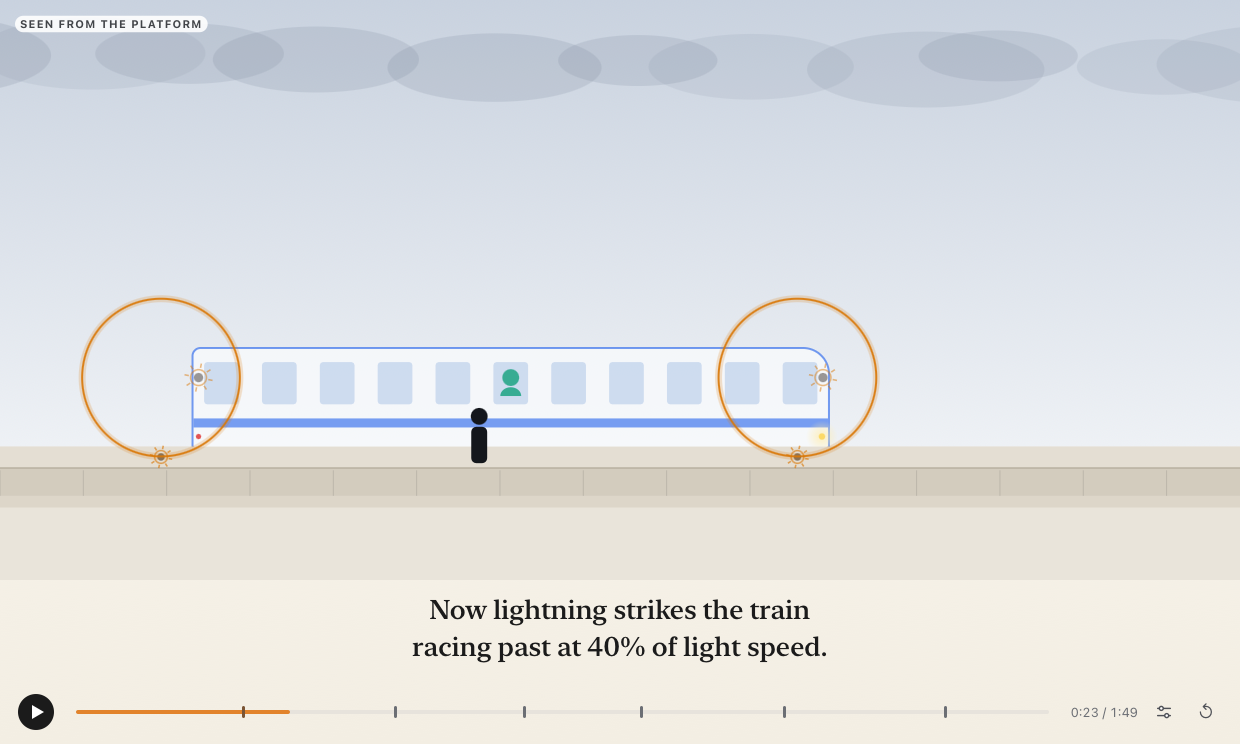 SEEN FROM THE PLATFORM
Now lightning strikes the train
racing past at 40% of light speed.
0:23 / 1:49